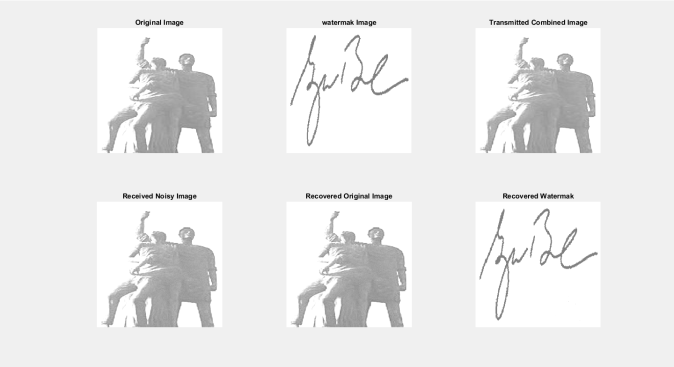 Original Image
watermak Image
Transmitted Combined Image
Received Noisy Image
Recovered Original Image
Recovered Watermak